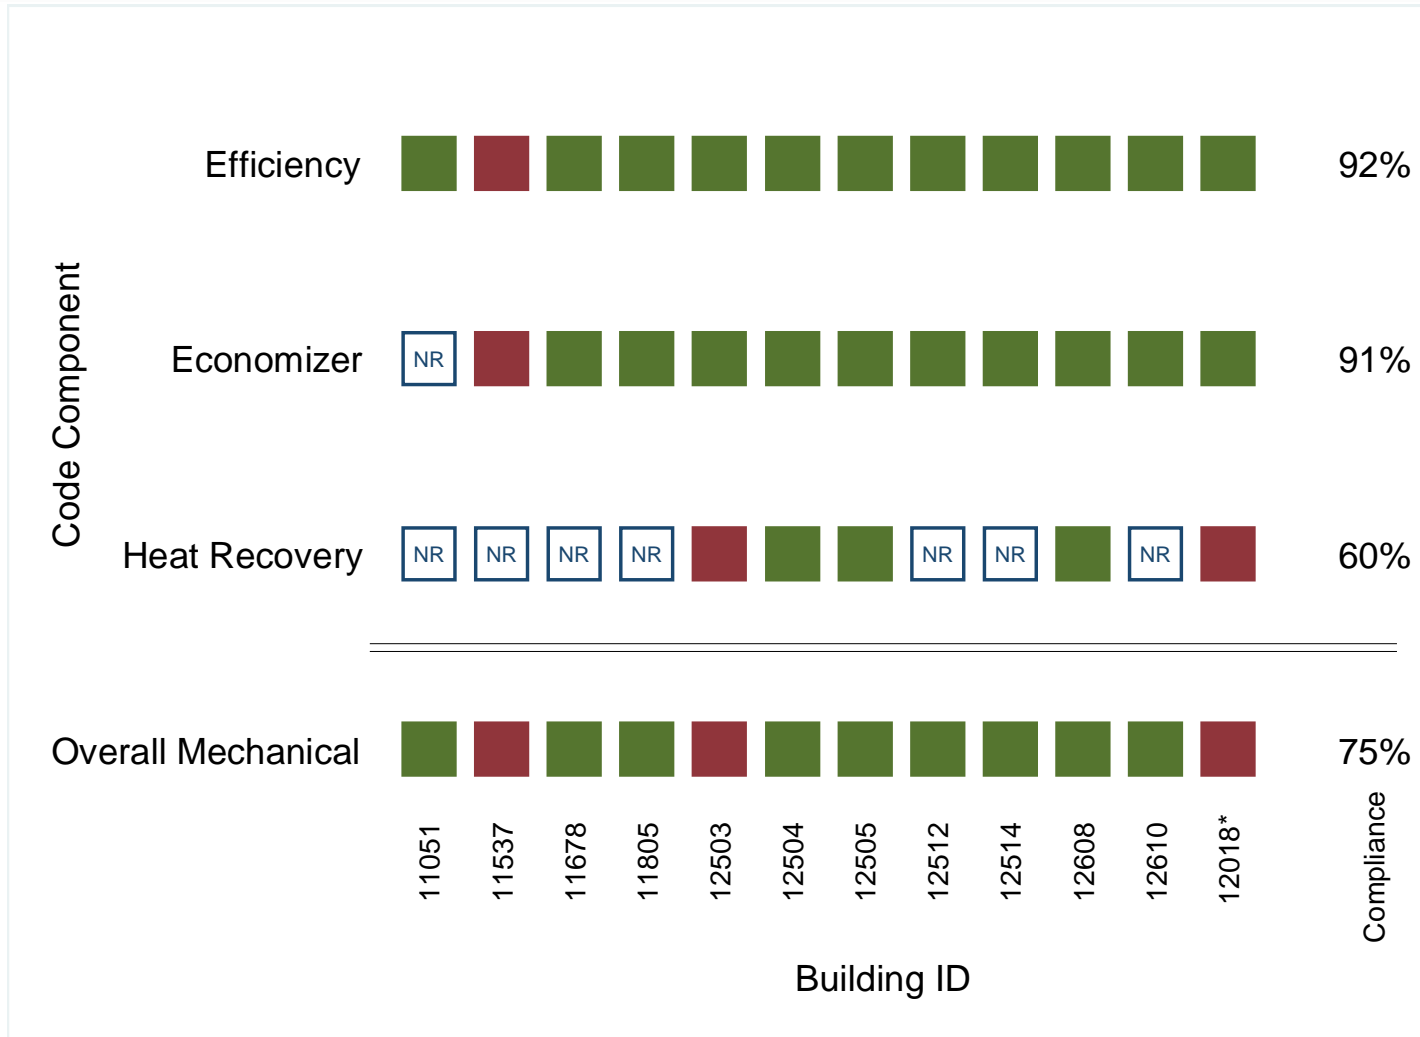 Code Component
Efficiency 92%
Economizer NR 91%
Heat Recovery NR NR NR NR NR NR NR 60%
Overall Mechanical 75%
11051 11537 11678 11805 12503 12504 12505 12512 12514 12608 12610 12018* Compliance
Building ID